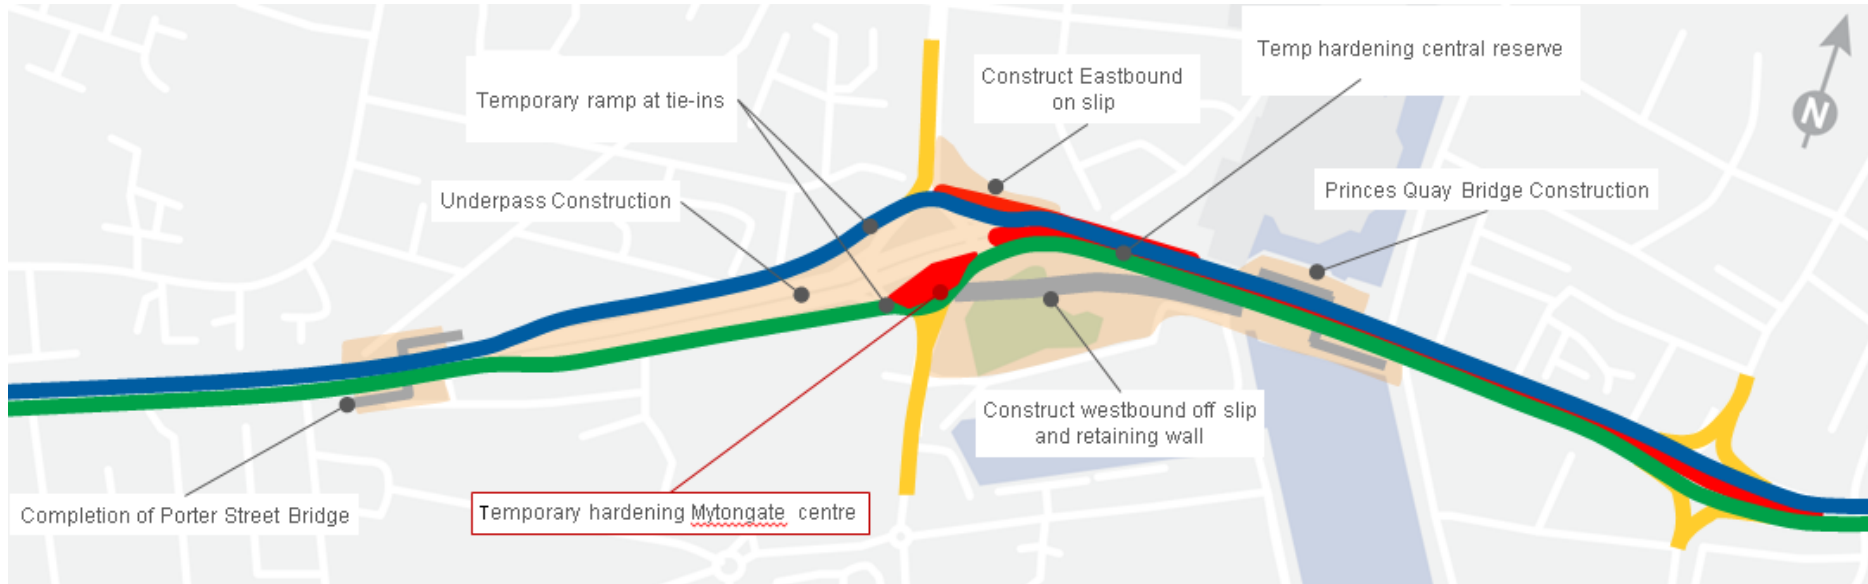 Temp hardening central reserve
Construct Eastbound
on slip
Temporary ramp at tie-ins
N
Underpass Construction
Princes Quay Bridge Construction
Construct westbound off slip
and retaining wall
Completion of Porter Street Bridge
Temporary hardening Mytongate centre